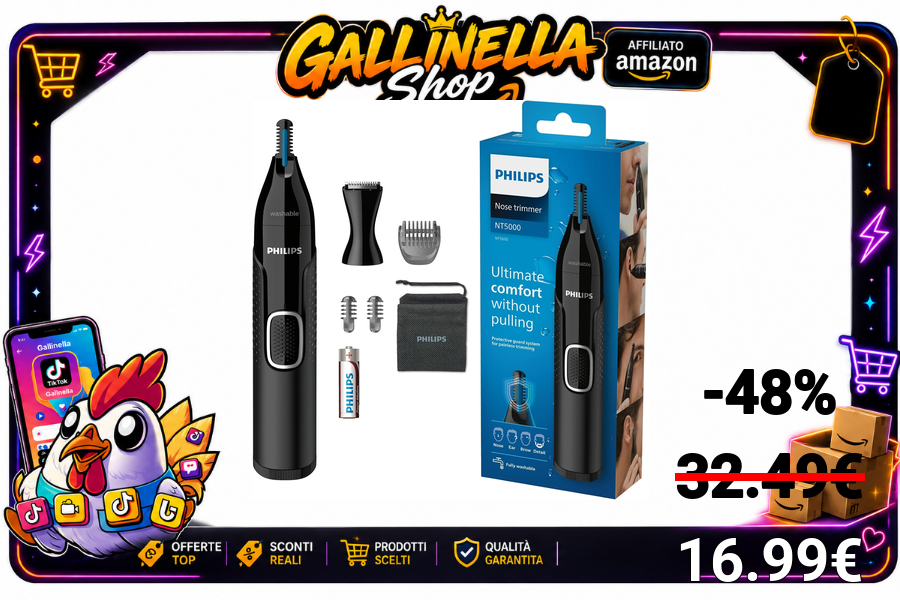 GALLINELLA
Shop
AFFILIATO
amazon
washable
PHILIPS
PHILIPS
PHILIPS
PHILIPS
Nose trimmer
NT5000
Ultimate
comfort
without
pulling
Protective guard system
for painless trimming
washable
PHILIPS
Nose
Ear
Brow
Detail
Fully washable
Gallinella
TikTok
Gallinella
-48%
32.49€
16.99€
OFFERTE
TOP
SCONTI
REALI
PRODOTTI
SCELTI
QUALITÀ
GARANTITA